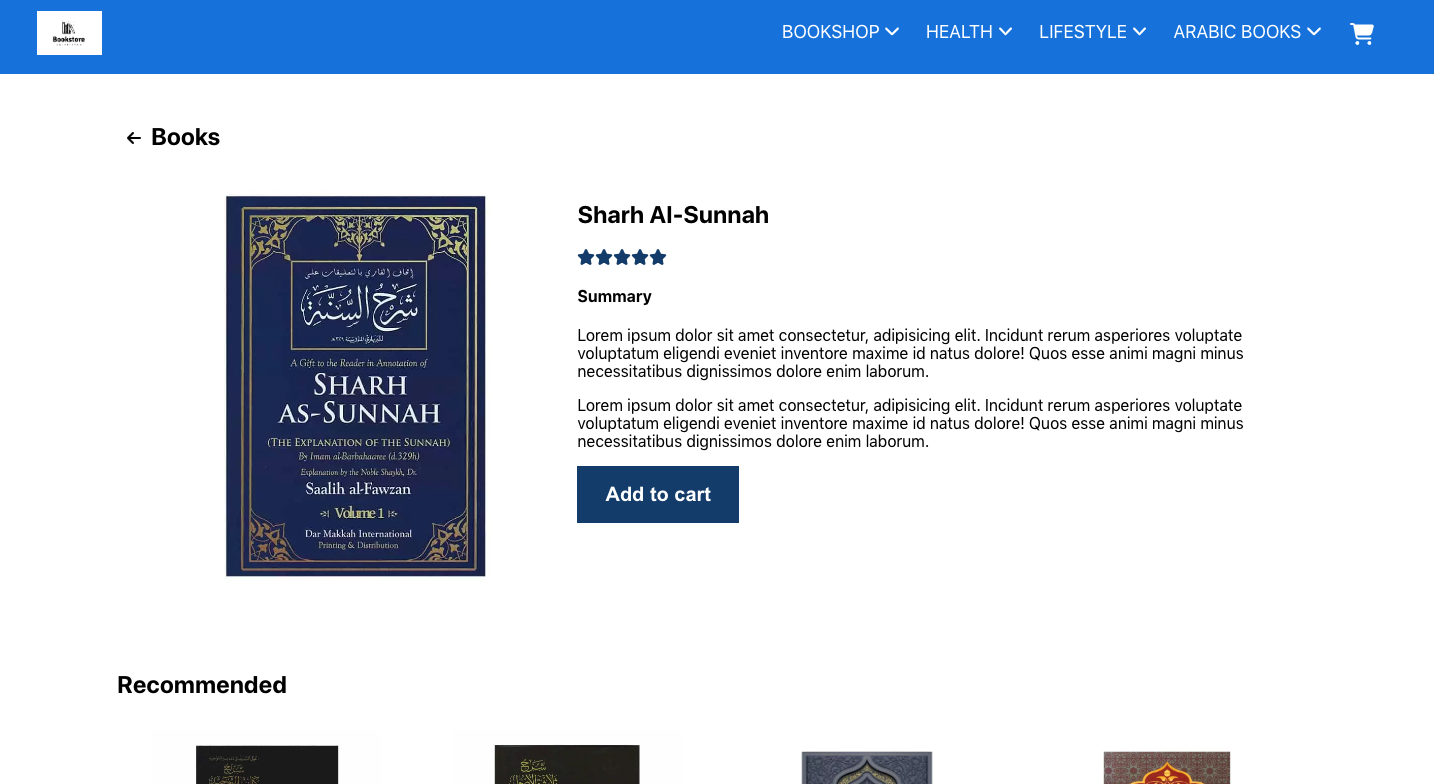 Bookstore
BOOKSHOP
HEALTH
LIFESTYLE
ARABIC BOOKS
Books
Sharh Al-Sunnah
Summary
Lorem ipsum dolor sit amet consectetur, adipisicing elit. Incidunt rerum asperiores voluptate
voluptatum eligendi eveniet inventore maxime id natus dolore! Quos esse animi magni minus
necessitatibus dignissimos dolore enim laborum.
Lorem ipsum dolor sit amet consectetur, adipisicing elit. Incidunt rerum asperiores voluptate
voluptatum eligendi eveniet inventore maxime id natus dolore! Quos esse animi magni minus
necessitatibus dignissimos dolore enim laborum.
Add to cart
إتحاف القاري بالتعليقات على
شرح السنة
A Gift to the Reader in Annotation of
SHARH
AS-SUNNAH
(THE EXPLANATION OF THE SUNNAH)
By Imam al-Barbahaaree (d.329h)
Explanation by the Noble Shaykh, Dr.
Saalih al-Fawzan
Volume 1
Dar Makkah International
Printing & Distribution
Recommended